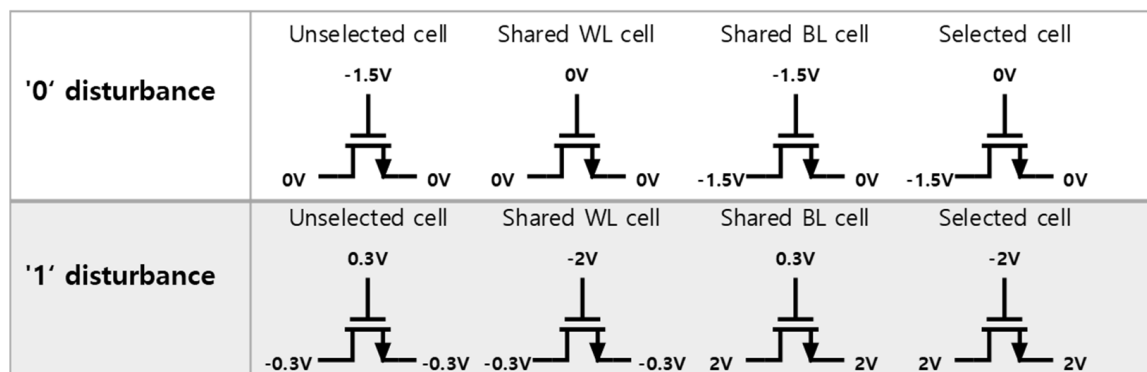 Unselected cell Shared WL cell Shared BL cell Selected cell
-1.5V 0V -1.5V 0V
'0‘ disturbance
0V 0V 0V 0V -1.5V 0V -1.5V 0V
Unselected cell Shared WL cell Shared BL cell Selected cell
0.3V -2V 0.3V -2V
'1‘ disturbance
-0.3V -0.3V -0.3V -0.3V 2V 2V 2V 2V